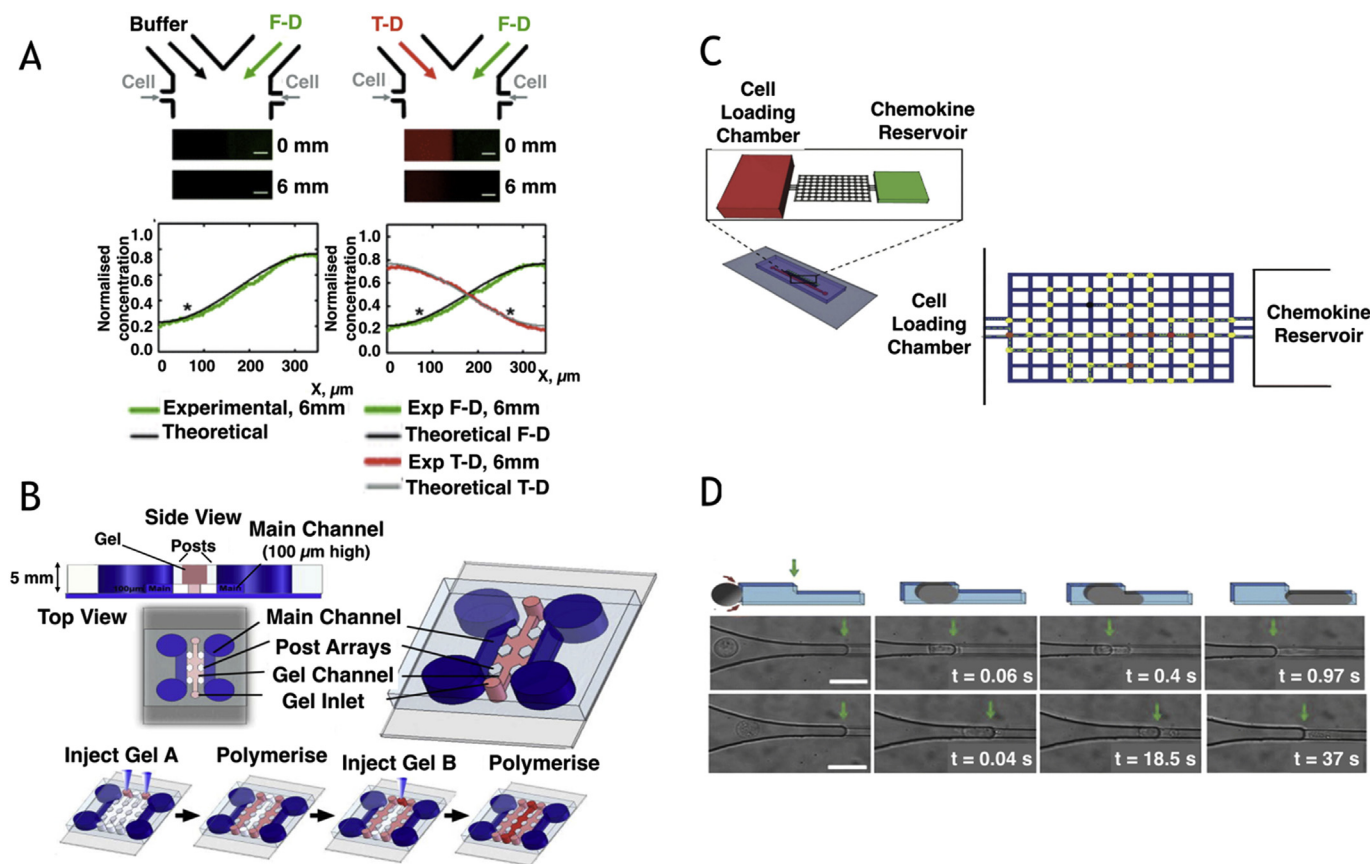 A
Buffer
F-D
Cell
Cell
0 mm
6 mm
T-D
F-D
Cell
Cell
0 mm
6 mm
Normalised
concentration
1.0
0.8
0.6
0.4
0.2
0.0
*
0 100 200 300
X, µm
Experimental, 6mm
Theoretical
Normalised
concentration
1.0
0.8
0.6
0.4
0.2
0.0
* *
0 100 200 300
X, µm
Exp F-D, 6mm
Theoretical F-D
Exp T-D, 6mm
Theoretical T-D
B
Side View
Gel
Posts
Main Channel
(100 µm high)
5 mm
100µm Main
Main
Top View
Main Channel
Post Arrays
Gel Channel
Gel Inlet
Inject Gel A
Polymerise
Inject Gel B
Polymerise
C
Cell
Loading
Chamber
Chemokine
Reservoir
Cell
Loading
Chamber
Chemokine
Reservoir
D
t = 0.06 s
t = 0.4 s
t = 0.97 s
t = 0.04 s
t = 18.5 s
t = 37 s